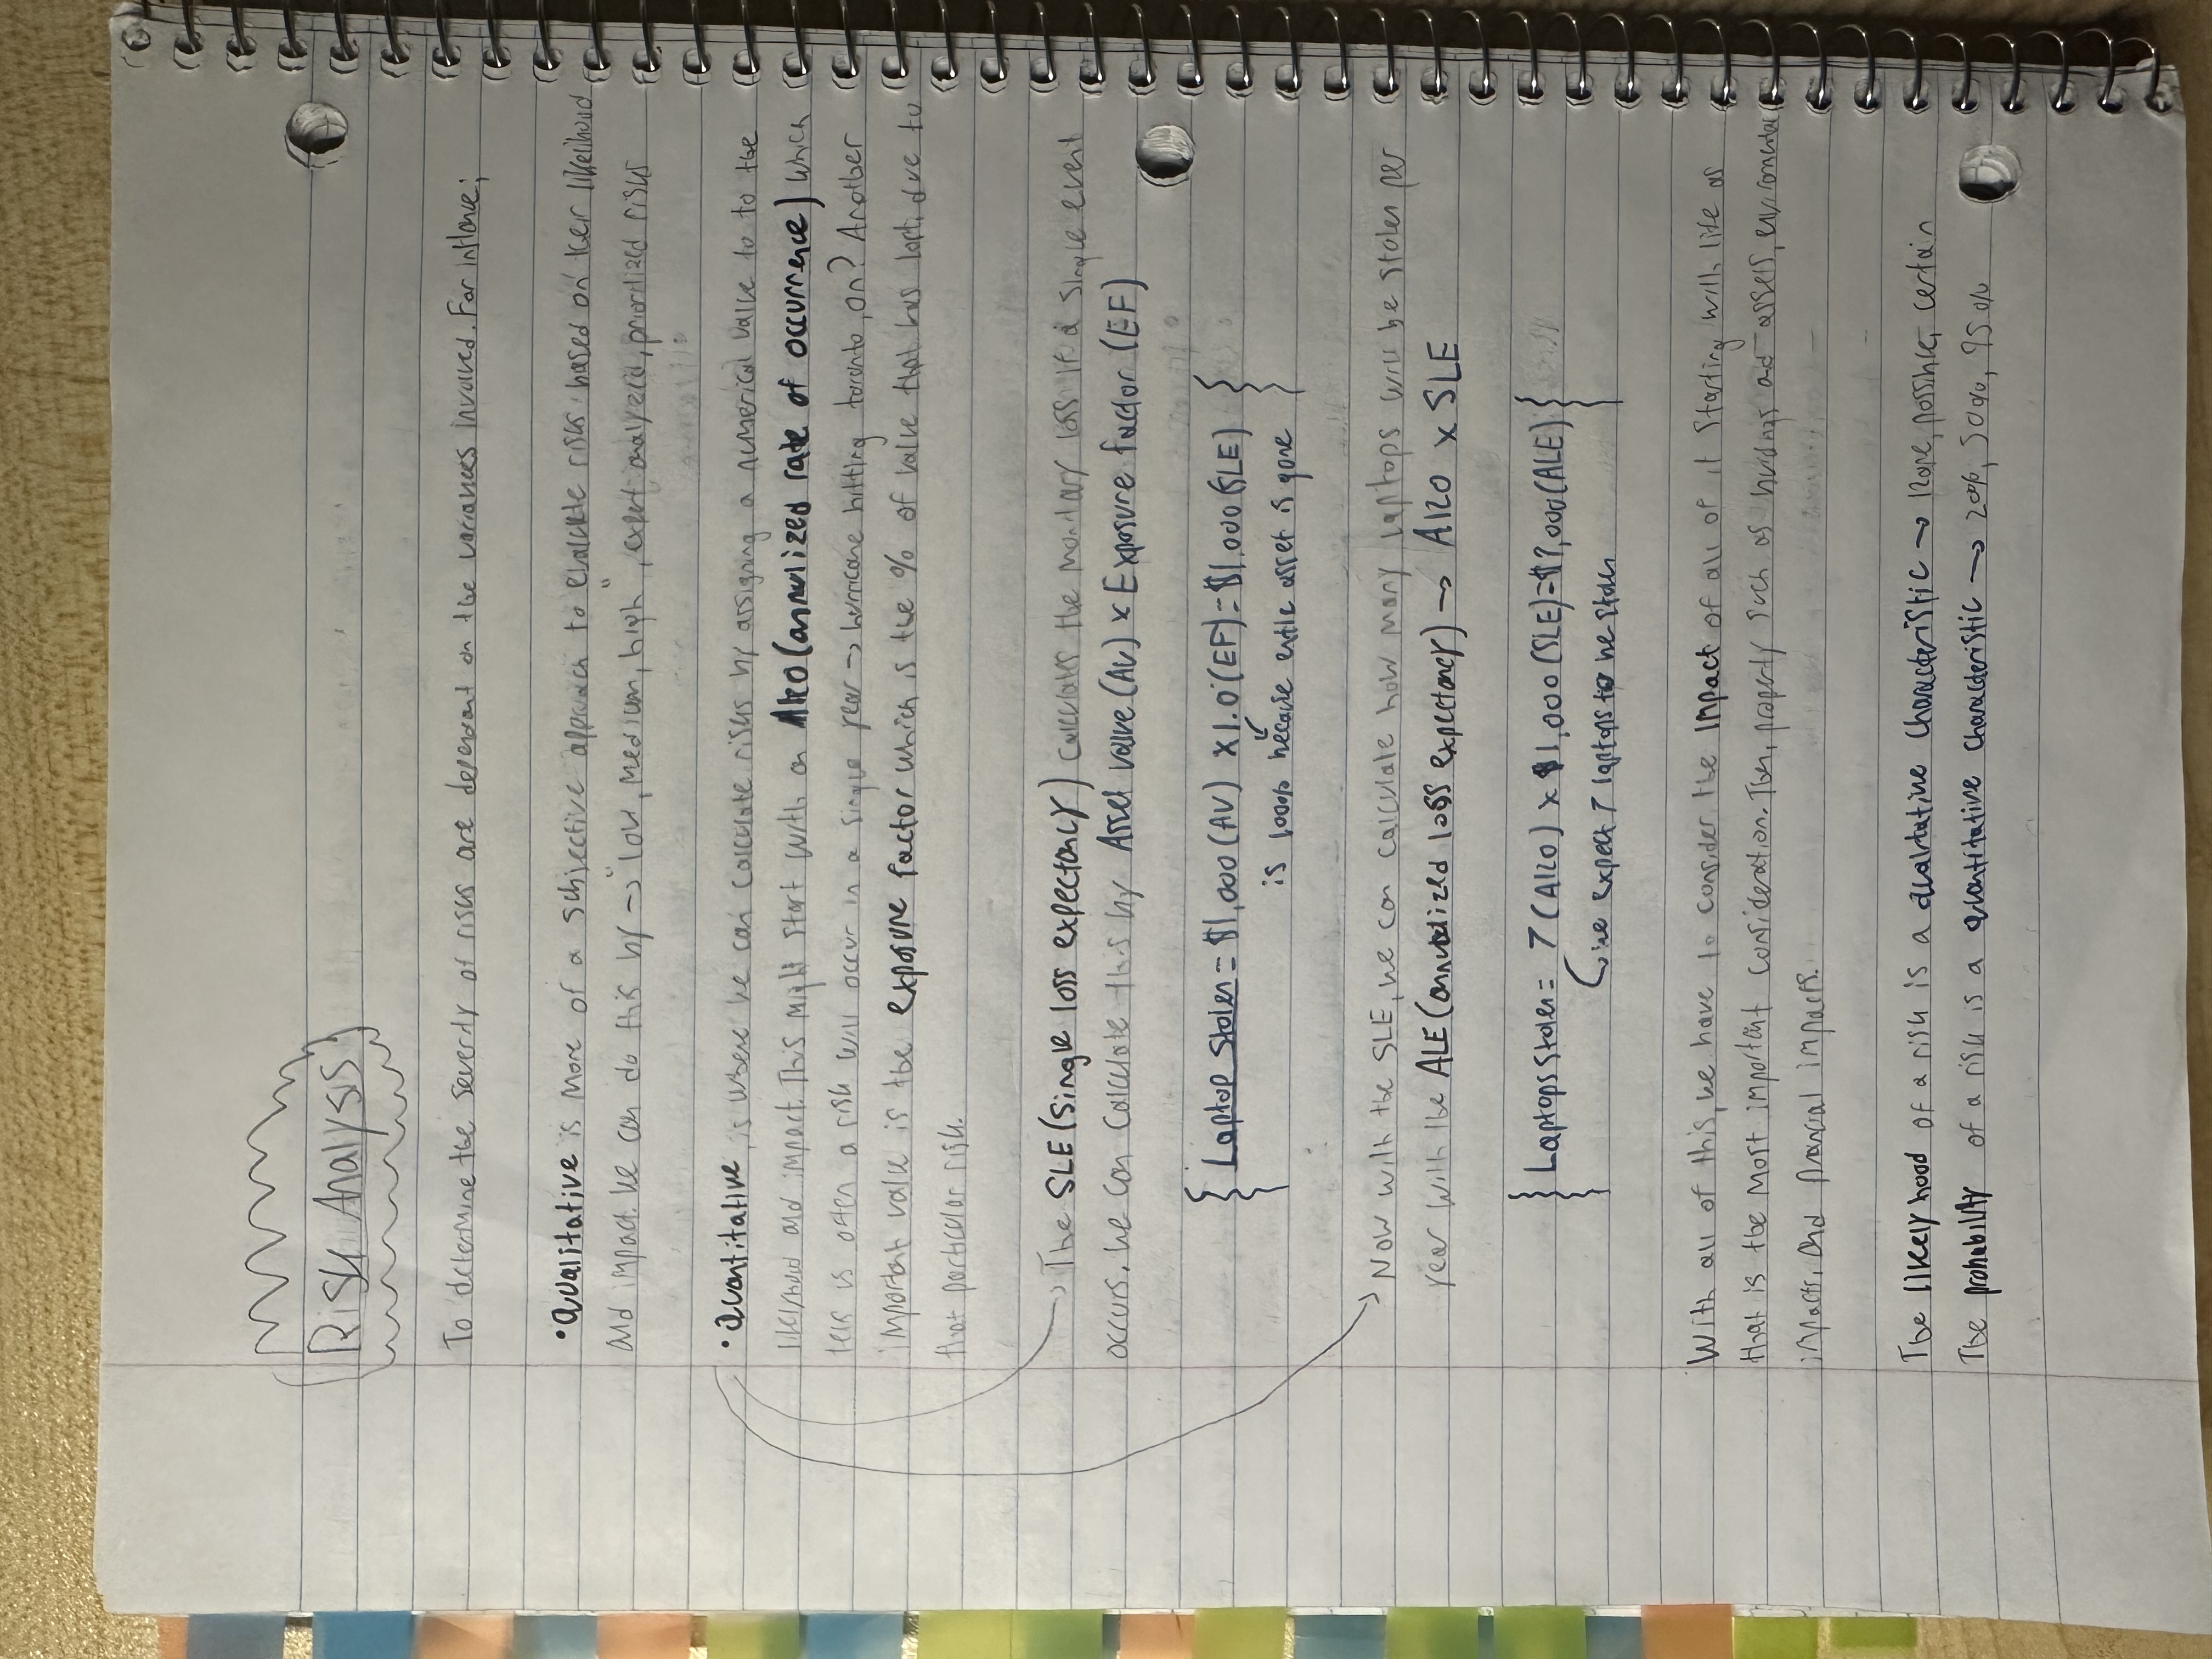 Risk Analysis
To determine the severity of risks are dependant on the variances involved. For instance;
• Qualitative is more of a subjective approach to evaluate risks based on their likelihood
and impact. We can do this by → "low, medium, high", expert analyzed, prioritized risks
• Quantitative is where we can calculate risks by assigning a numerical value to to the
likelyhood and impact. This might start with an ARO (annulized rate of occurrence) which
tells us often a risk will occur in a single year → hurricane hitting toronto, on? Another
important value is the exposure factor which is the % of value that was lost due to
that particular risk.
→ The SLE (single loss expectancy) calculates the monitary loss if a single event
occurs. We can calculate this by Asset value (AV) x Exposure factor (EF)
{ Laptop Stolen = $1,000 (AV) x 1.0 (EF) = $1.000 (SLE) }
is 100% because entire asset is gone
→ Now with the SLE, we can calculate how many laptops will be stolen per
year with the ALE (annualized loss expectancy) → ARO x SLE
{ Laptops Stolen = 7 (ARO) x $1,000 (SLE) = $7,000 (ALE) }
we expect 7 laptops to be stolen
With all of this, we have to consider the impact of all of it starting with life as
that is the most important consideration. Then, property such as buildings and assets, enviromental
impacts, and financial impacts.
The likelyhood of a risk is a qualitative characteristic → Rare, possible, certain
The probability of a risk is a quantitative characteristic → 20%, 50%, 95%